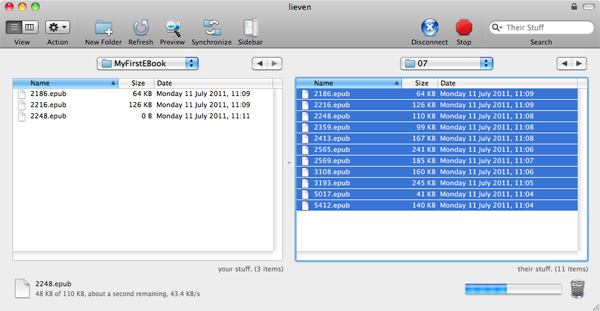 lieven
View Action New Folder Refresh Preview Synchronize Sidebar Disconnect Stop Their Stuff Search
MyFirstEBook
07
Name Size Date
2186.epub 64 KB Monday 11 July 2011, 11:09
2216.epub 126 KB Monday 11 July 2011, 11:09
2248.epub 0 B Monday 11 July 2011, 11:11
your stuff. (3 items)
Name Size Date
2186.epub 64 KB Monday 11 July 2011, 11:09
2216.epub 126 KB Monday 11 July 2011, 11:09
2248.epub 110 KB Monday 11 July 2011, 11:08
2359.epub 99 KB Monday 11 July 2011, 11:08
2413.epub 167 KB Monday 11 July 2011, 11:08
2565.epub 241 KB Monday 11 July 2011, 11:06
2569.epub 185 KB Monday 11 July 2011, 11:07
3108.epub 160 KB Monday 11 July 2011, 11:06
3193.epub 245 KB Monday 11 July 2011, 11:05
5017.epub 41 KB Monday 11 July 2011, 11:04
5412.epub 140 KB Monday 11 July 2011, 11:04
their stuff. (11 items)
2248.epub
48 KB of 110 KB, about a second remaining, 43.4 KB/s